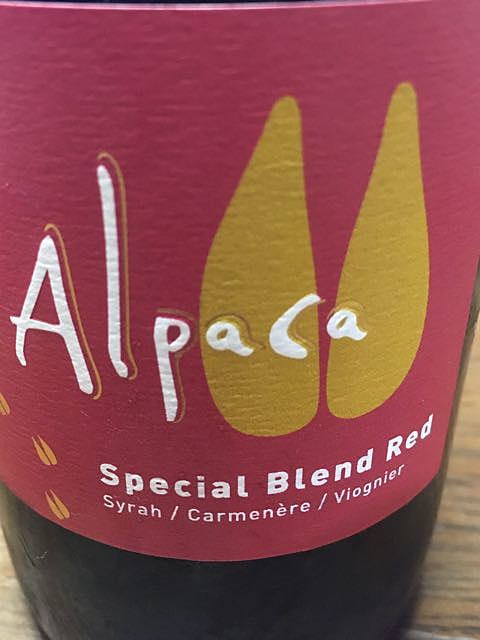 Alpaca
Special Blend Red
Syrah / Carmenère / Viognier